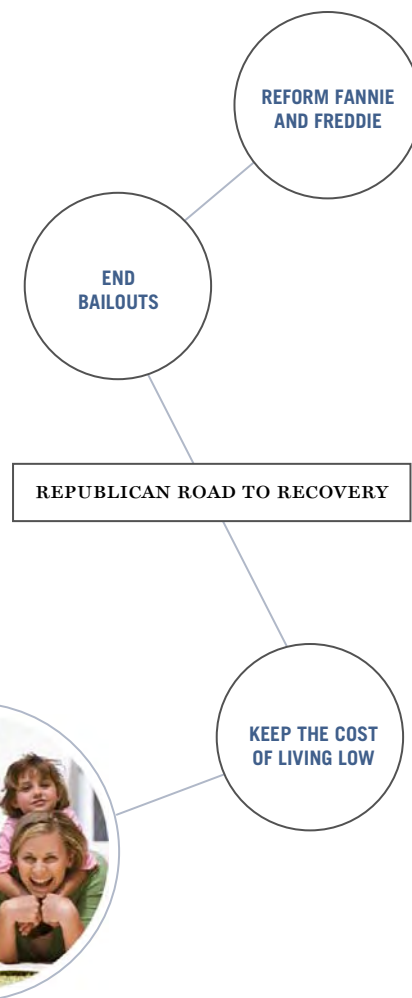 REFORM FANNIE
AND FREDDIE
END
BAILOUTS
REPUBLICAN ROAD TO RECOVERY
KEEP THE COST
OF LIVING LOW